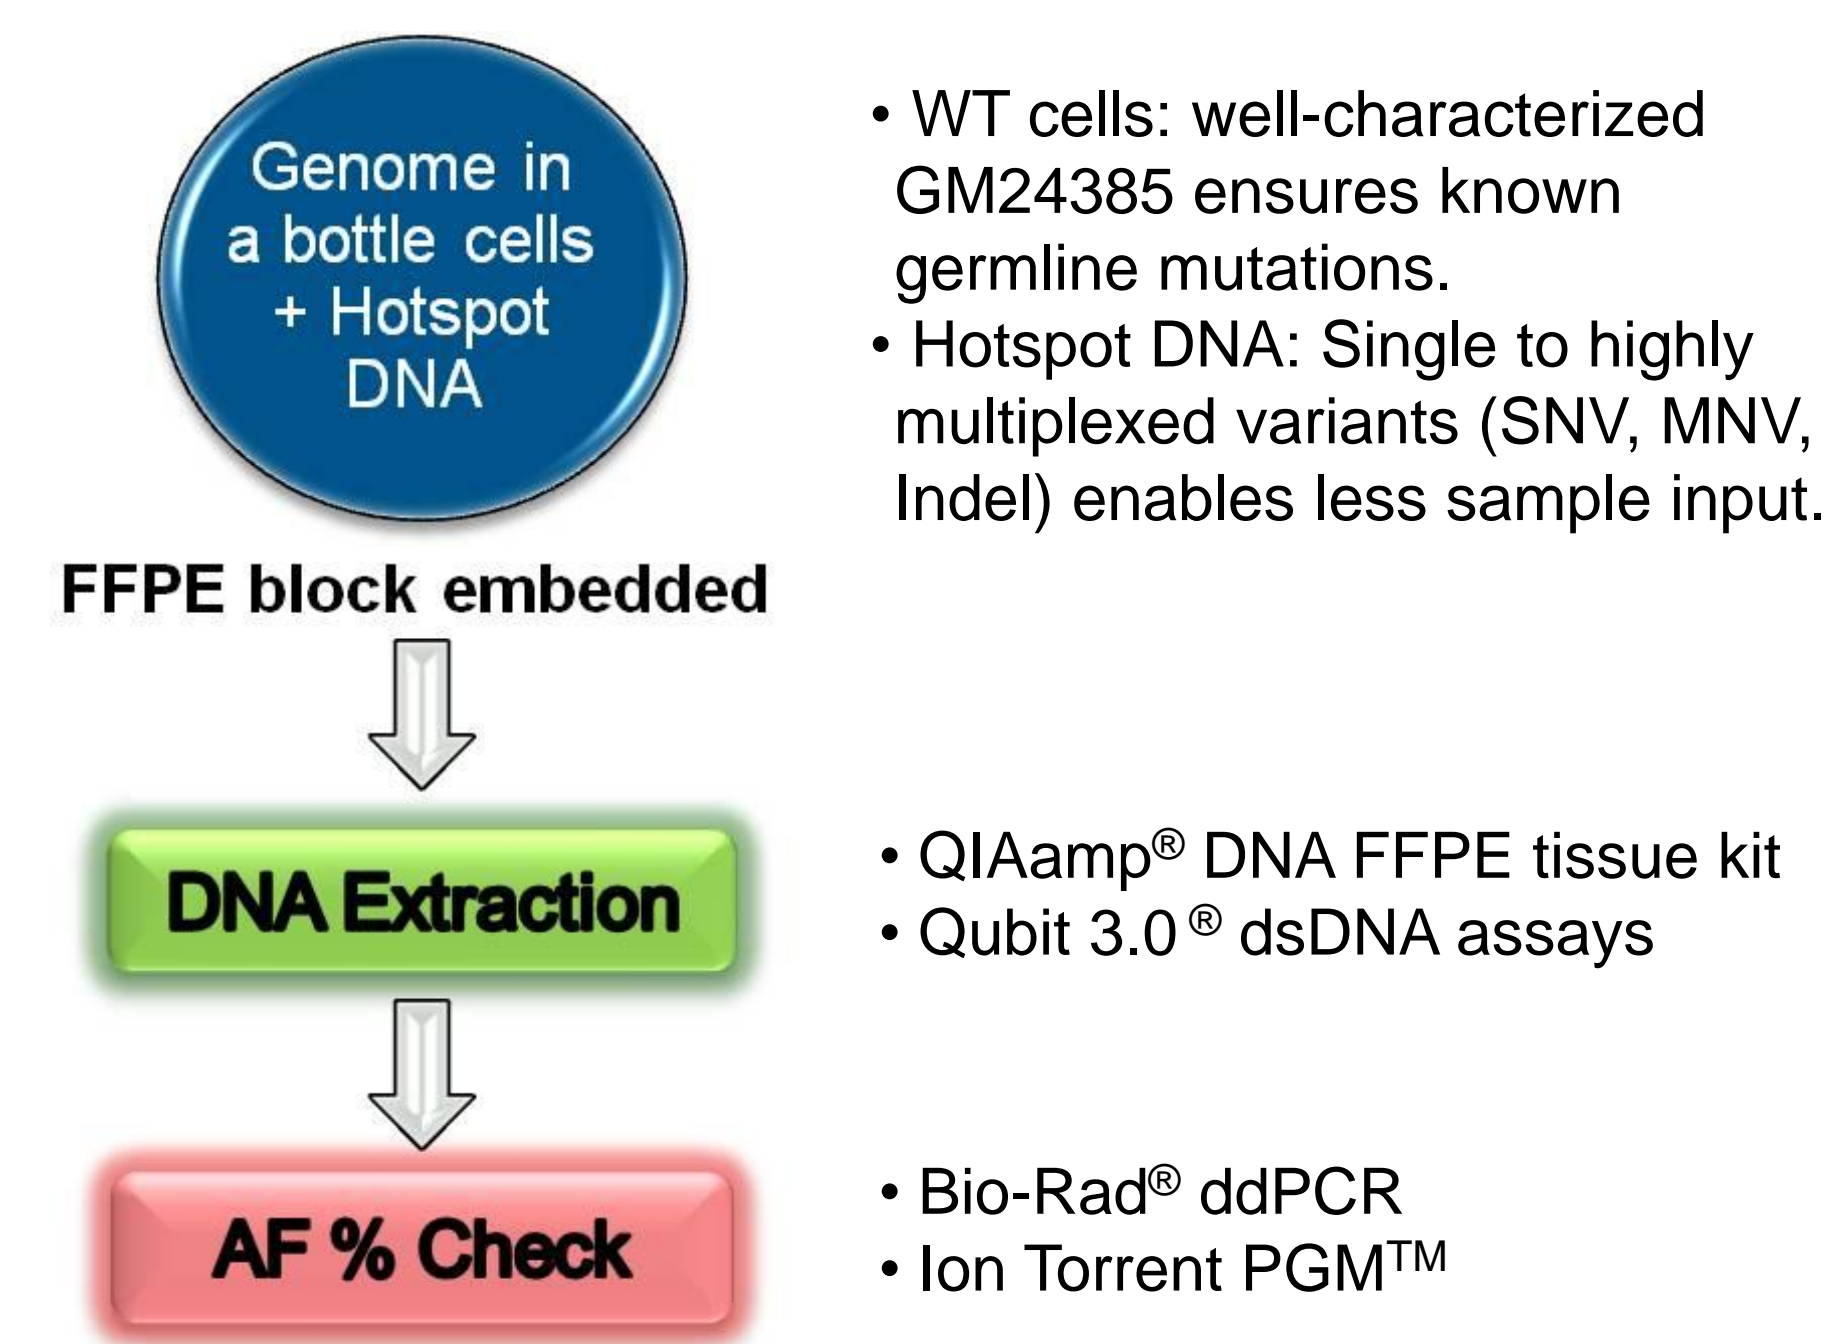 Genome in
a bottle cells
+ Hotspot
DNA
• WT cells: well-characterized
GM24385 ensures known
germline mutations.
• Hotspot DNA: Single to highly
multiplexed variants (SNV, MNV,
Indel) enables less sample input.
FFPE block embedded
DNA Extraction
• QIAamp® DNA FFPE tissue kit
• Qubit 3.0 ® dsDNA assays
AF % Check
• Bio-Rad® ddPCR
• Ion Torrent PGM™